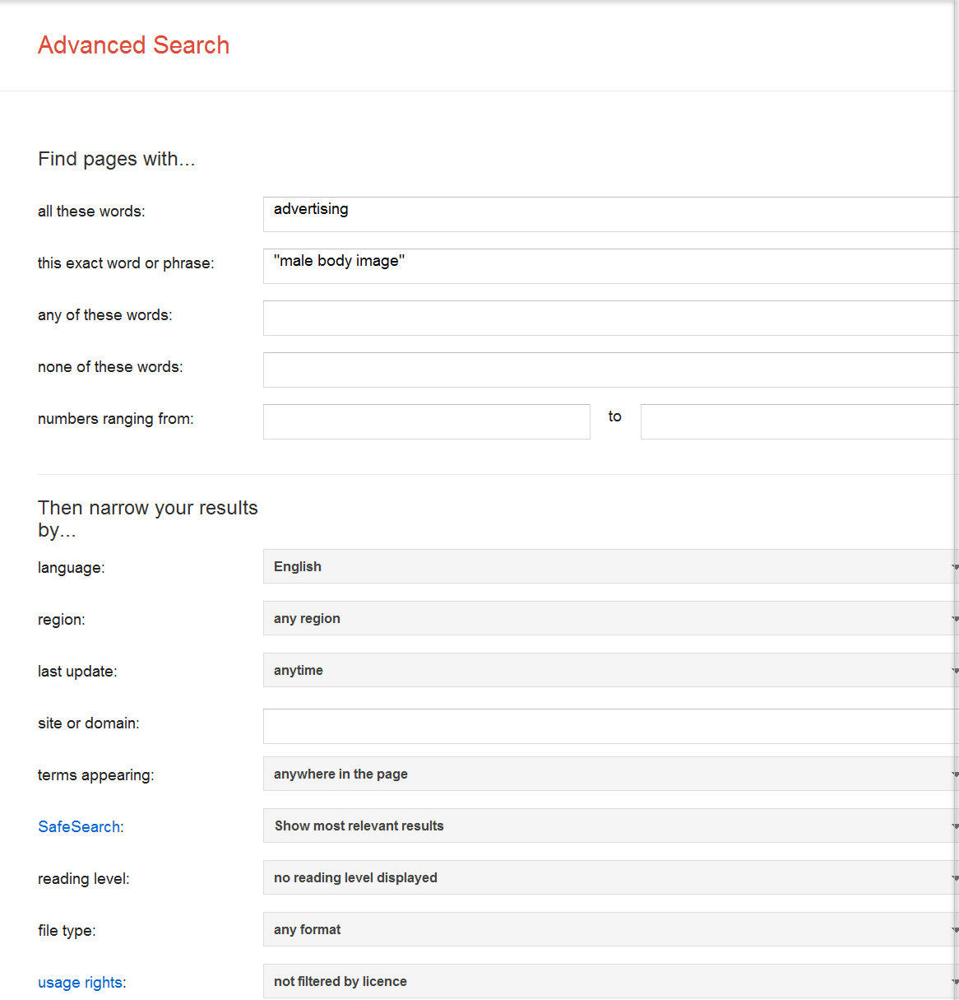 Advanced Search
Find pages with...
all these words: advertising
this exact word or phrase: "male body image"
any of these words:
none of these words:
numbers ranging from: to
Then narrow your results
by...
language: English
region: any region
last update: anytime
site or domain:
terms appearing: anywhere in the page
SafeSearch: Show most relevant results
reading level: no reading level displayed
file type: any format
usage rights: not filtered by licence